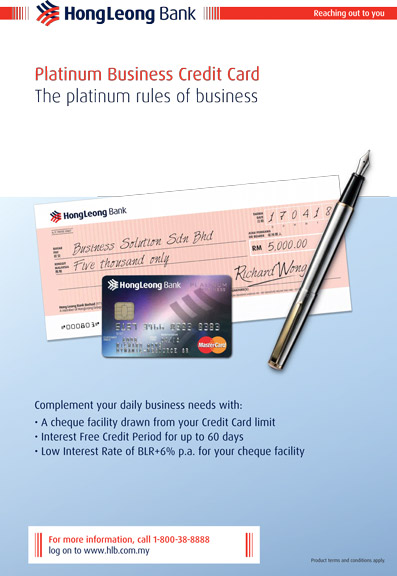 HongLeong Bank
Reaching out to you
Platinum Business Credit Card
The platinum rules of business
HongLeong Bank
170418
Business Solution Sdn Bhd
RM 5,000.00
Five thousand only
Richard Wong
HongLeong Bank
MasterCard
Complement your daily business needs with:
• A cheque facility drawn from your Credit Card limit
• Interest Free Credit Period for up to 60 days
• Low Interest Rate of BLR+6% p.a. for your cheque facility
For more information, call 1-800-38-8888
log on to www.hlb.com.my
Product terms and conditions apply.